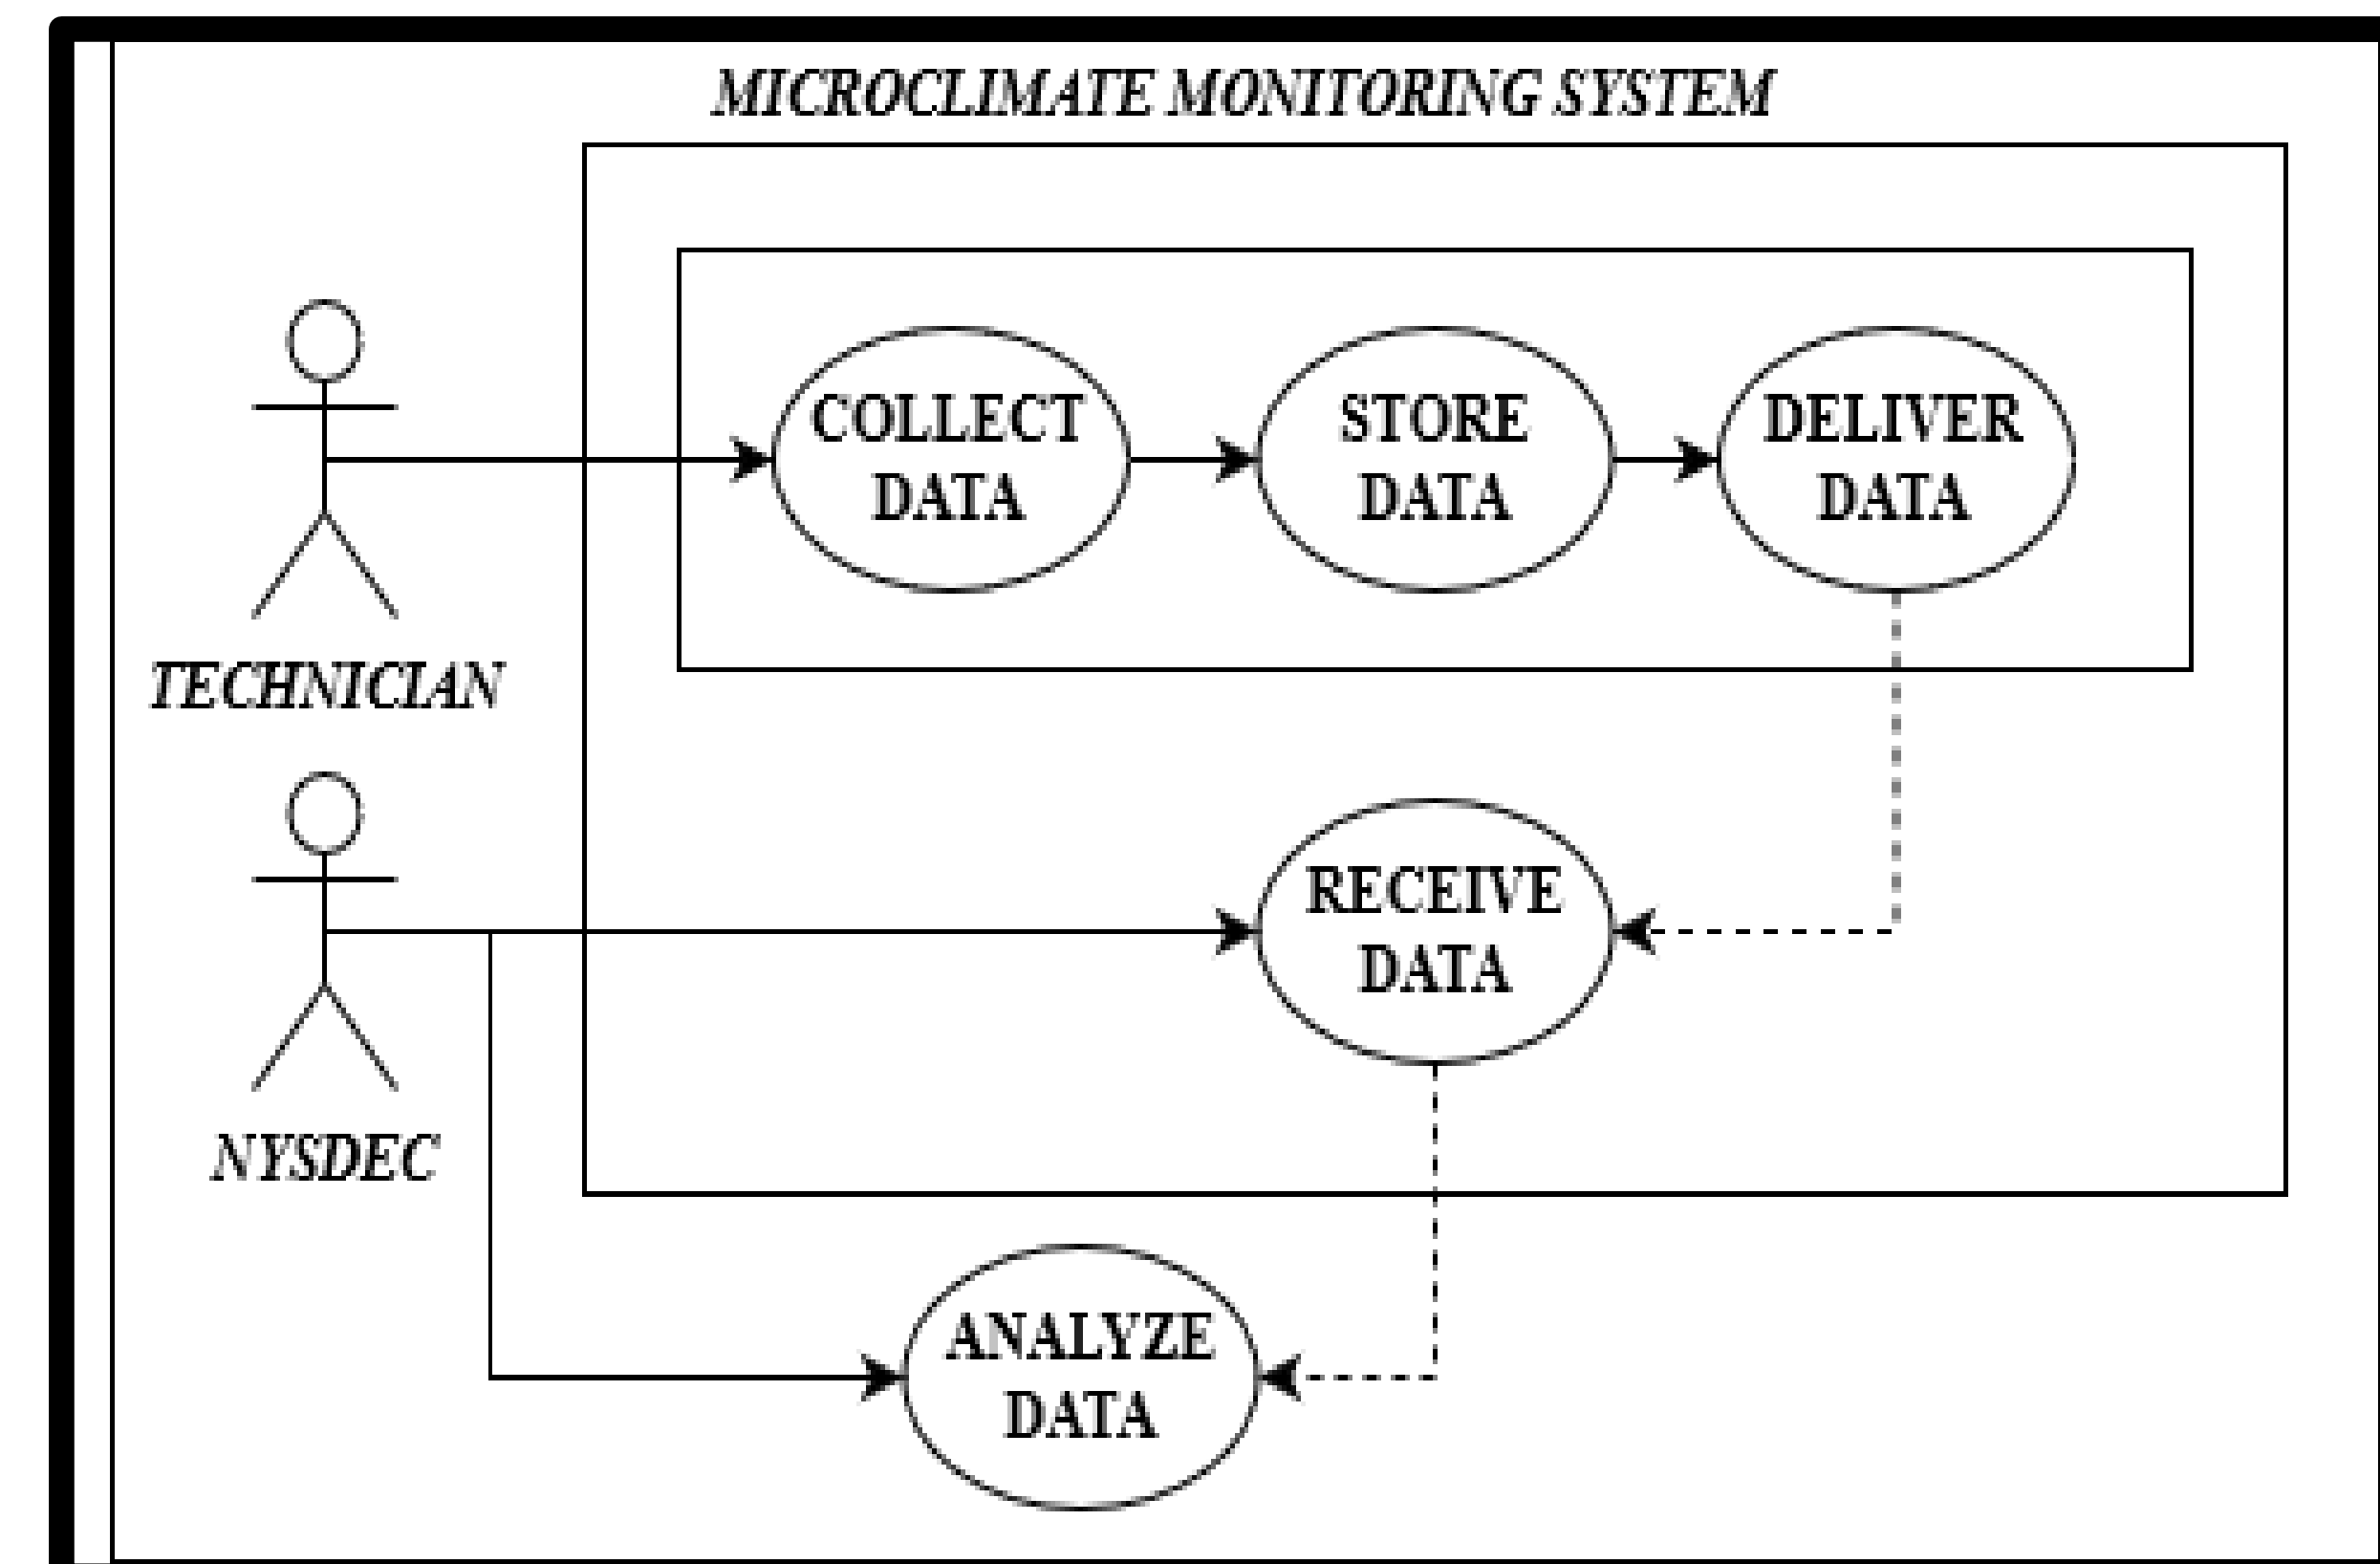 MICROCLIMATE MONITORING SYSTEM
COLLECT
DATA
STORE
DATA
DELIVER
DATA
TECHNICIAN
RECEIVE
DATA
NYSDEC
ANALYZE
DATA